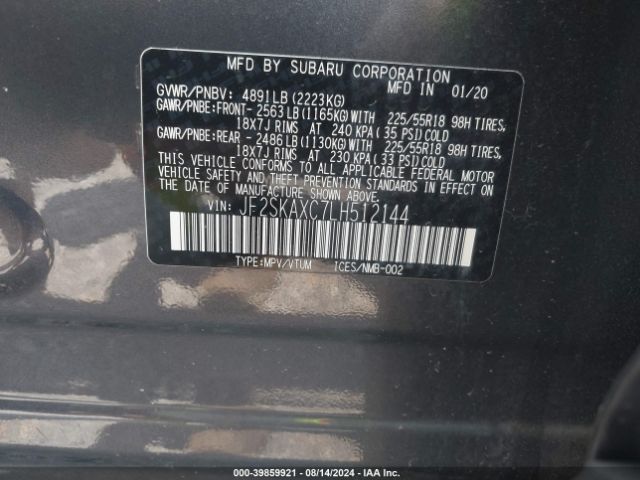 MFD BY SUBARU CORPORATION
MFD IN 01/20
GVWR/PNBV: 4891LB(2223KG)
GAWR/PNBE:FRONT- 2563LB(1165KG)WITH 225/55R18 98H TIRES,
18X7J RIMS AT 240 KPA(35 PSI)COLD
GAWR/PNBE:REAR - 2486LB(1130KG)WITH 225/55R18 98H TIRES,
18X7J RIMS AT 230 KPA(33 PSI)COLD
THIS VEHICLE CONFORMS TO ALL APPLICABLE FEDERAL MOTOR
VEHICLE SAFETY, BUMPER, AND THEFT PREVENTION STANDARDS
IN EFFECT ON THE DATE OF MANUFACTURE SHOWN ABOVE.
VIN: JF2SKAXC7LH512144
TYPE:MPV/VTUM ICES/NMB-002
000-39859921 - 08/14/2024 - IAA Inc.